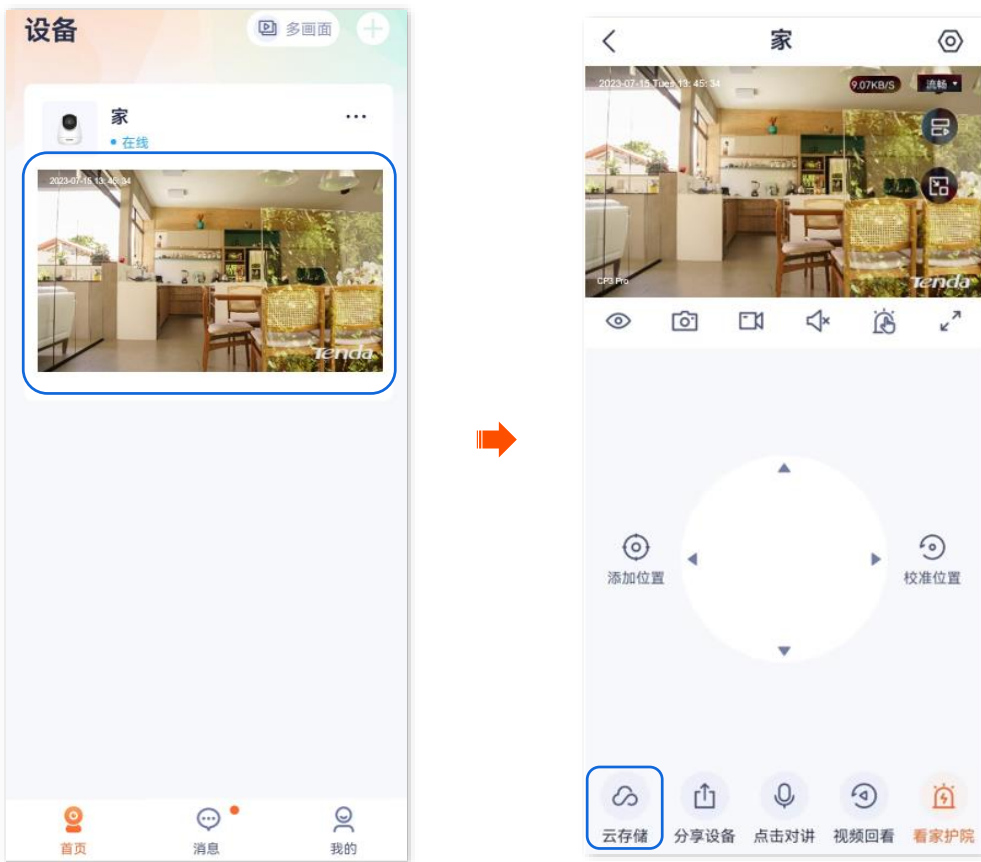 设备
多画面
家
在线
2023-07-15 13:45:34
Tenda
首页
消息
我的
家
2023-07-15 Tues 13:45:34
9.07KB/S
流畅
CP3 Pro
Tenda
添加位置
校准位置
云存储
分享设备
点击对讲
视频回看
看家护院